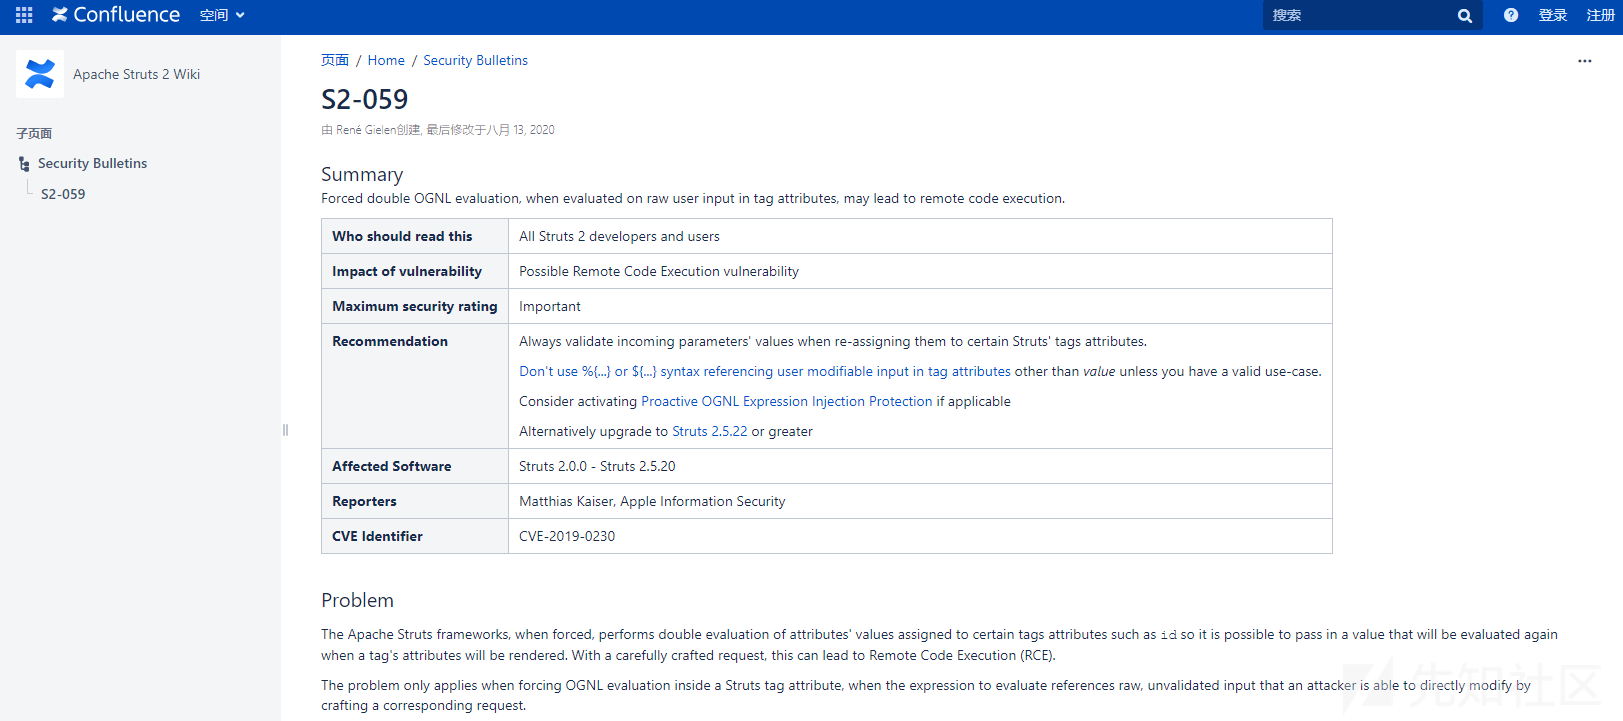 Confluence 空间 搜索 登录 注册
Apache Struts 2 Wiki
子页面
Security Bulletins
S2-059
页面 / Home / Security Bulletins
S2-059
由 René Gielen创建, 最后修改于八月 13, 2020
Summary
Forced double OGNL evaluation, when evaluated on raw user input in tag attributes, may lead to remote code execution.
Who should read this All Struts 2 developers and users
Impact of vulnerability Possible Remote Code Execution vulnerability
Maximum security rating Important
Recommendation Always validate incoming parameters' values when re-assigning them to certain Struts' tags attributes.
Don't use %{...} or ${...} syntax referencing user modifiable input in tag attributes other than value unless you have a valid use-case.
Consider activating Proactive OGNL Expression Injection Protection if applicable
Alternatively upgrade to Struts 2.5.22 or greater
Affected Software Struts 2.0.0 - Struts 2.5.20
Reporters Matthias Kaiser, Apple Information Security
CVE Identifier CVE-2019-0230
Problem
The Apache Struts frameworks, when forced, performs double evaluation of attributes' values assigned to certain tags attributes such as id so it is possible to pass in a value that will be evaluated again
when a tag's attributes will be rendered. With a carefully crafted request, this can lead to Remote Code Execution (RCE).
The problem only applies when forcing OGNL evaluation inside a Struts tag attribute, when the expression to evaluate references raw, unvalidated input that an attacker is able to directly modify by
crafting a corresponding request.
先知社区